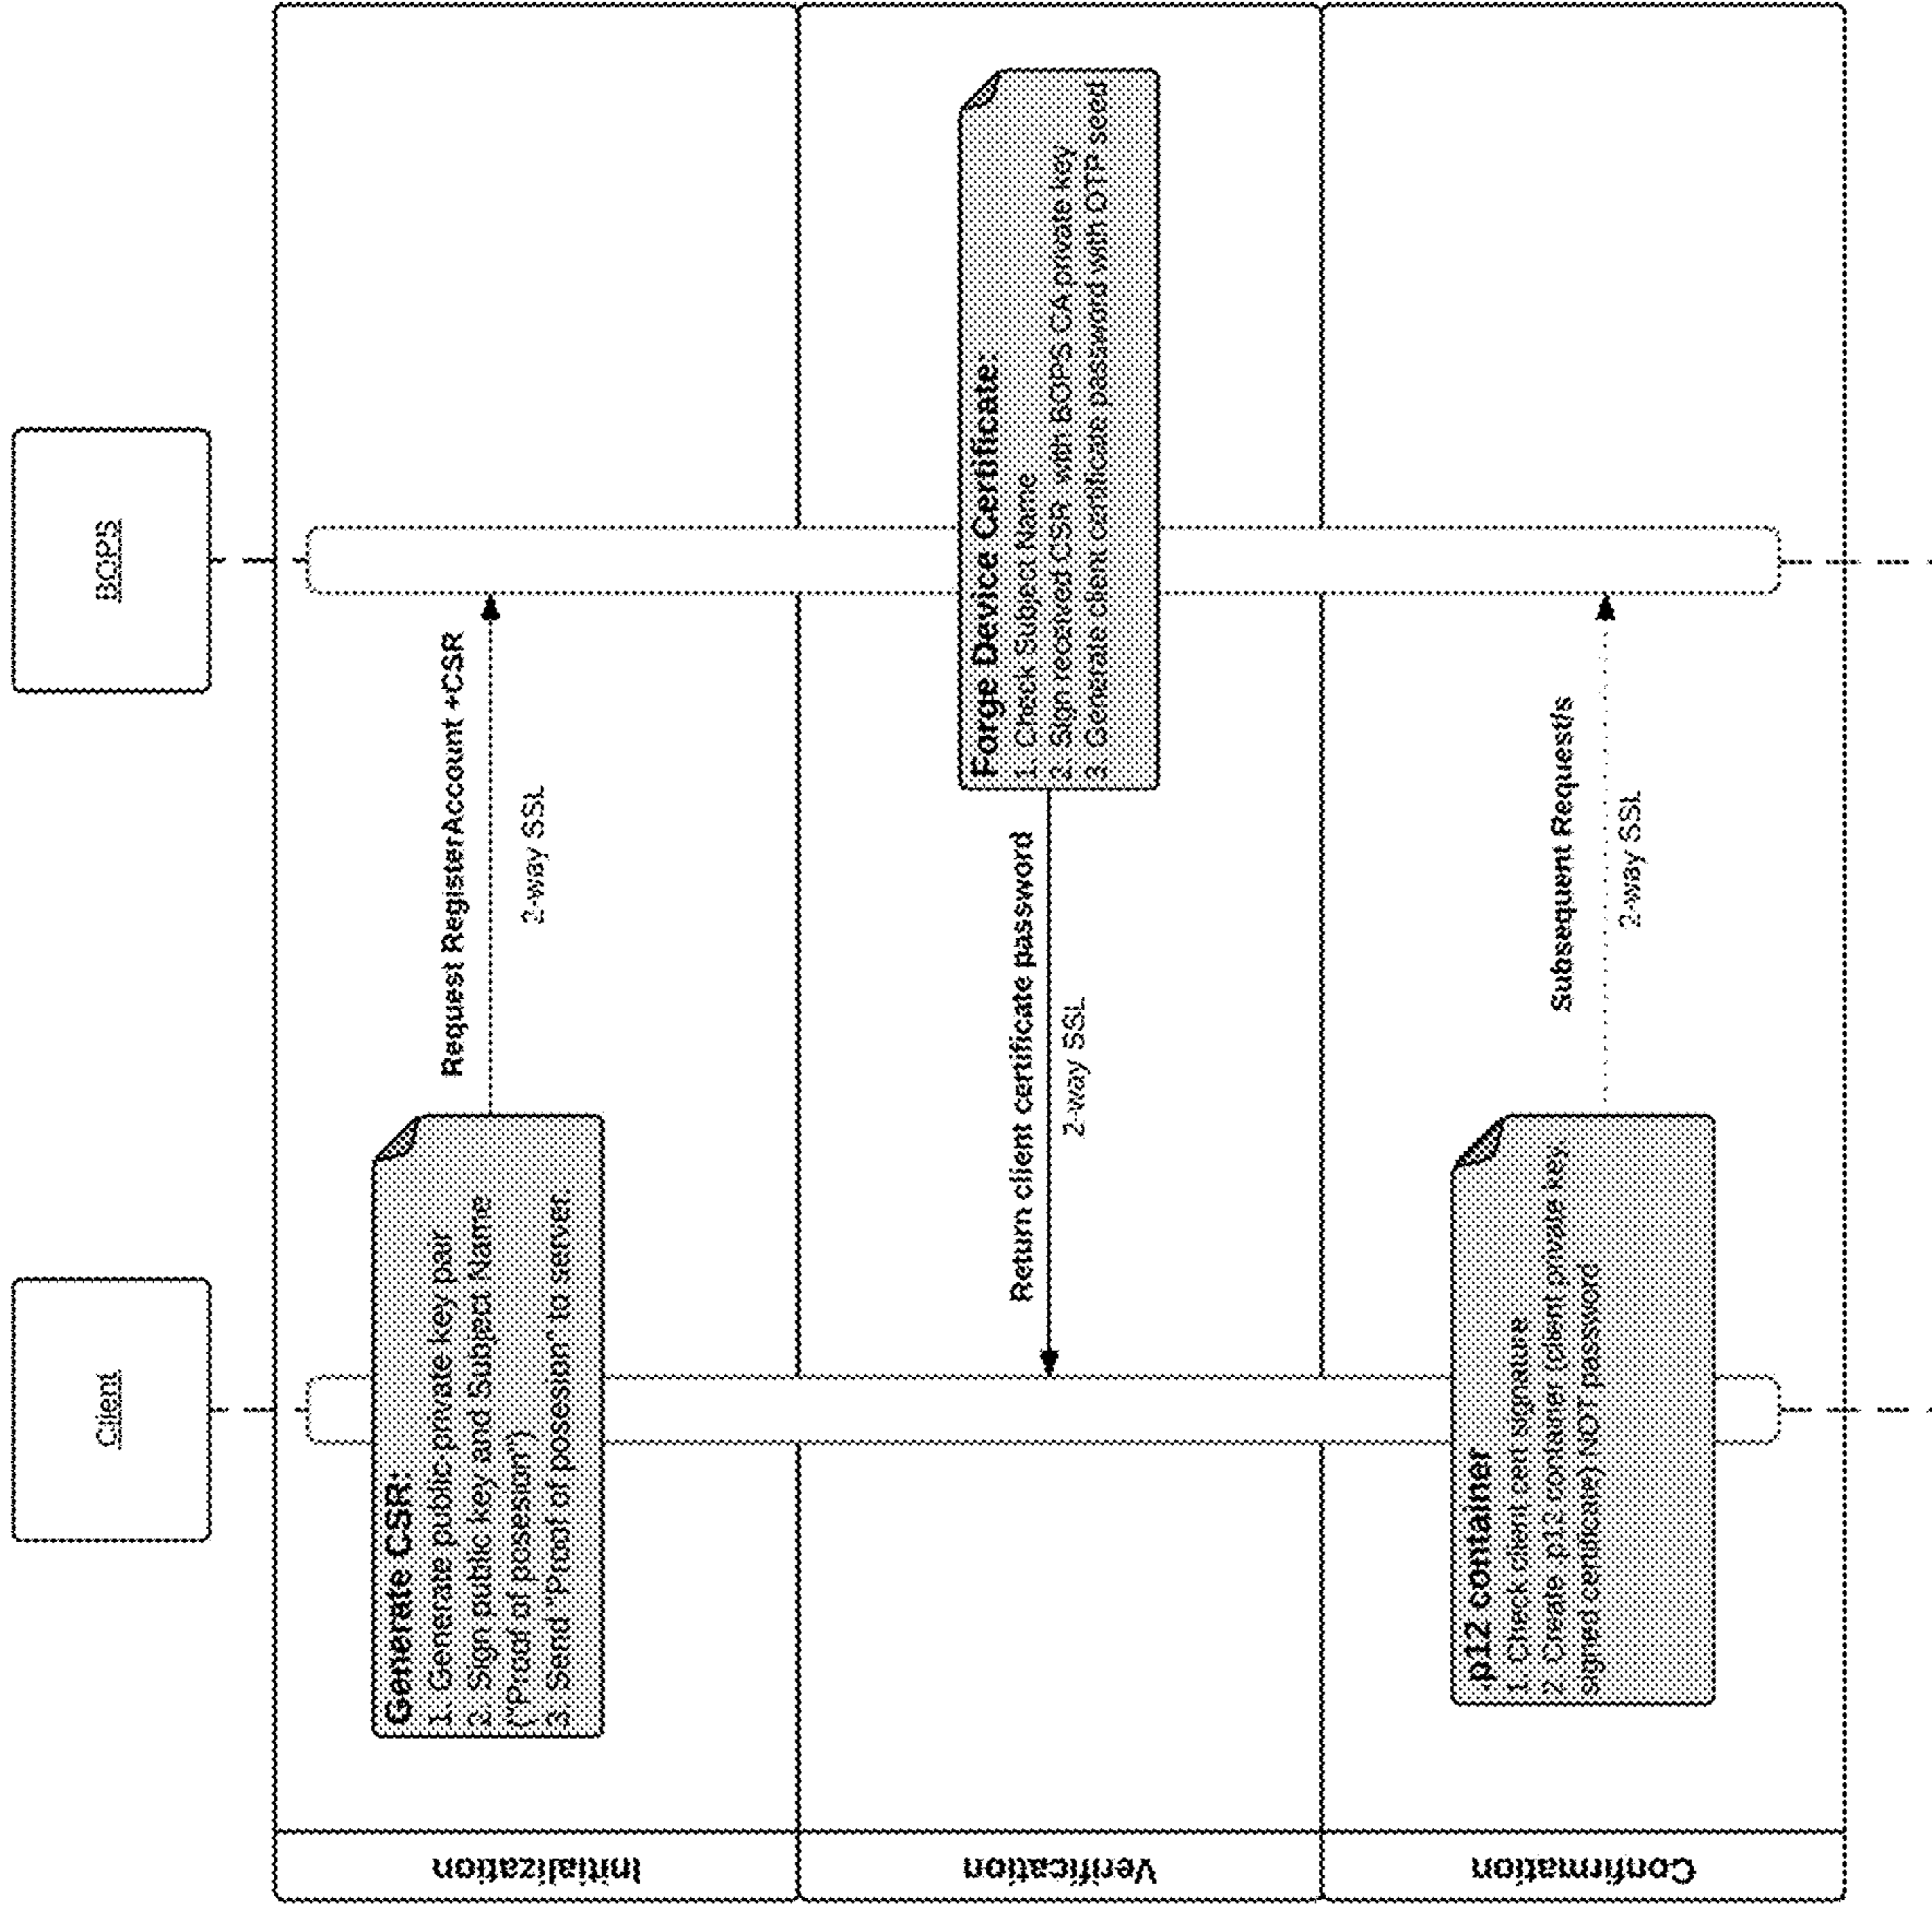 Client
BOPS
Initialization
Generate CSR:
1. Generate public private key pair
2. Sign public key and Subject Name
("Proof of posesion")
3. Send "Proof of posesion" to server
Request RegisterAccount +CSR
2-way SSL
Verification
Forge Device Certificate:
1. Check Subject Name
2. Sign received CSR with BOPS CA private key
3. Generate client certificate password with OTP seed
Return client certificate password
2-way SSL
Confirmation
.p12 container
1. Check client cert signature
2. Create .p12 container (client private key,
signed certificate) NOT password
Subsequent Request/s
2-way SSL